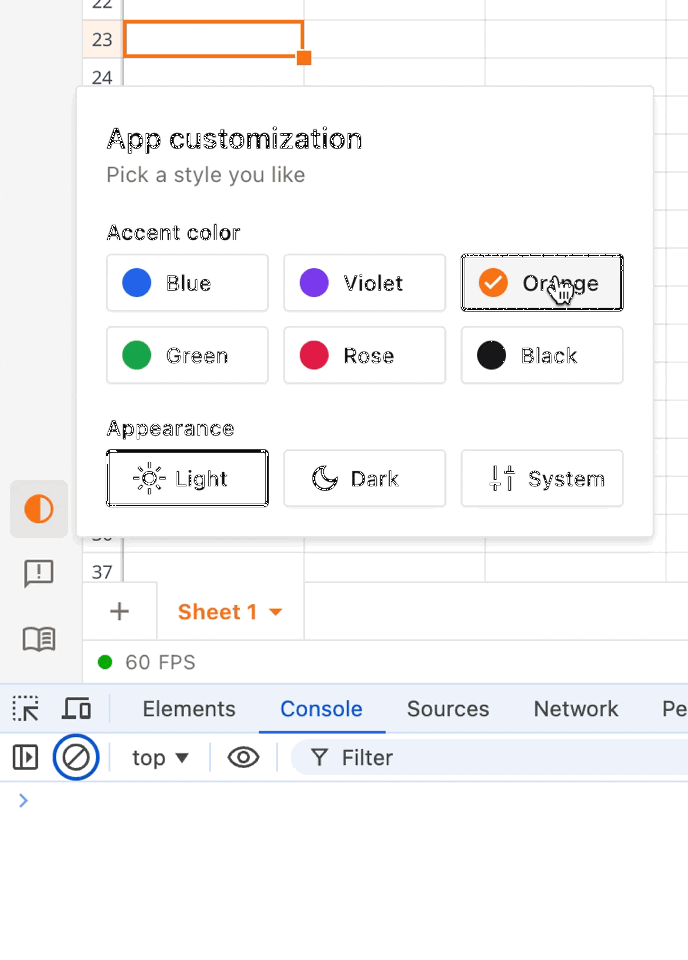 22
23
24
App customization
Pick a style you like
Accent color
Blue
Violet
Orange
Green
Rose
Black
Appearance
Light
Dark
System
37
+ Sheet 1
60 FPS
Elements Console Sources Network Pe
top Filter